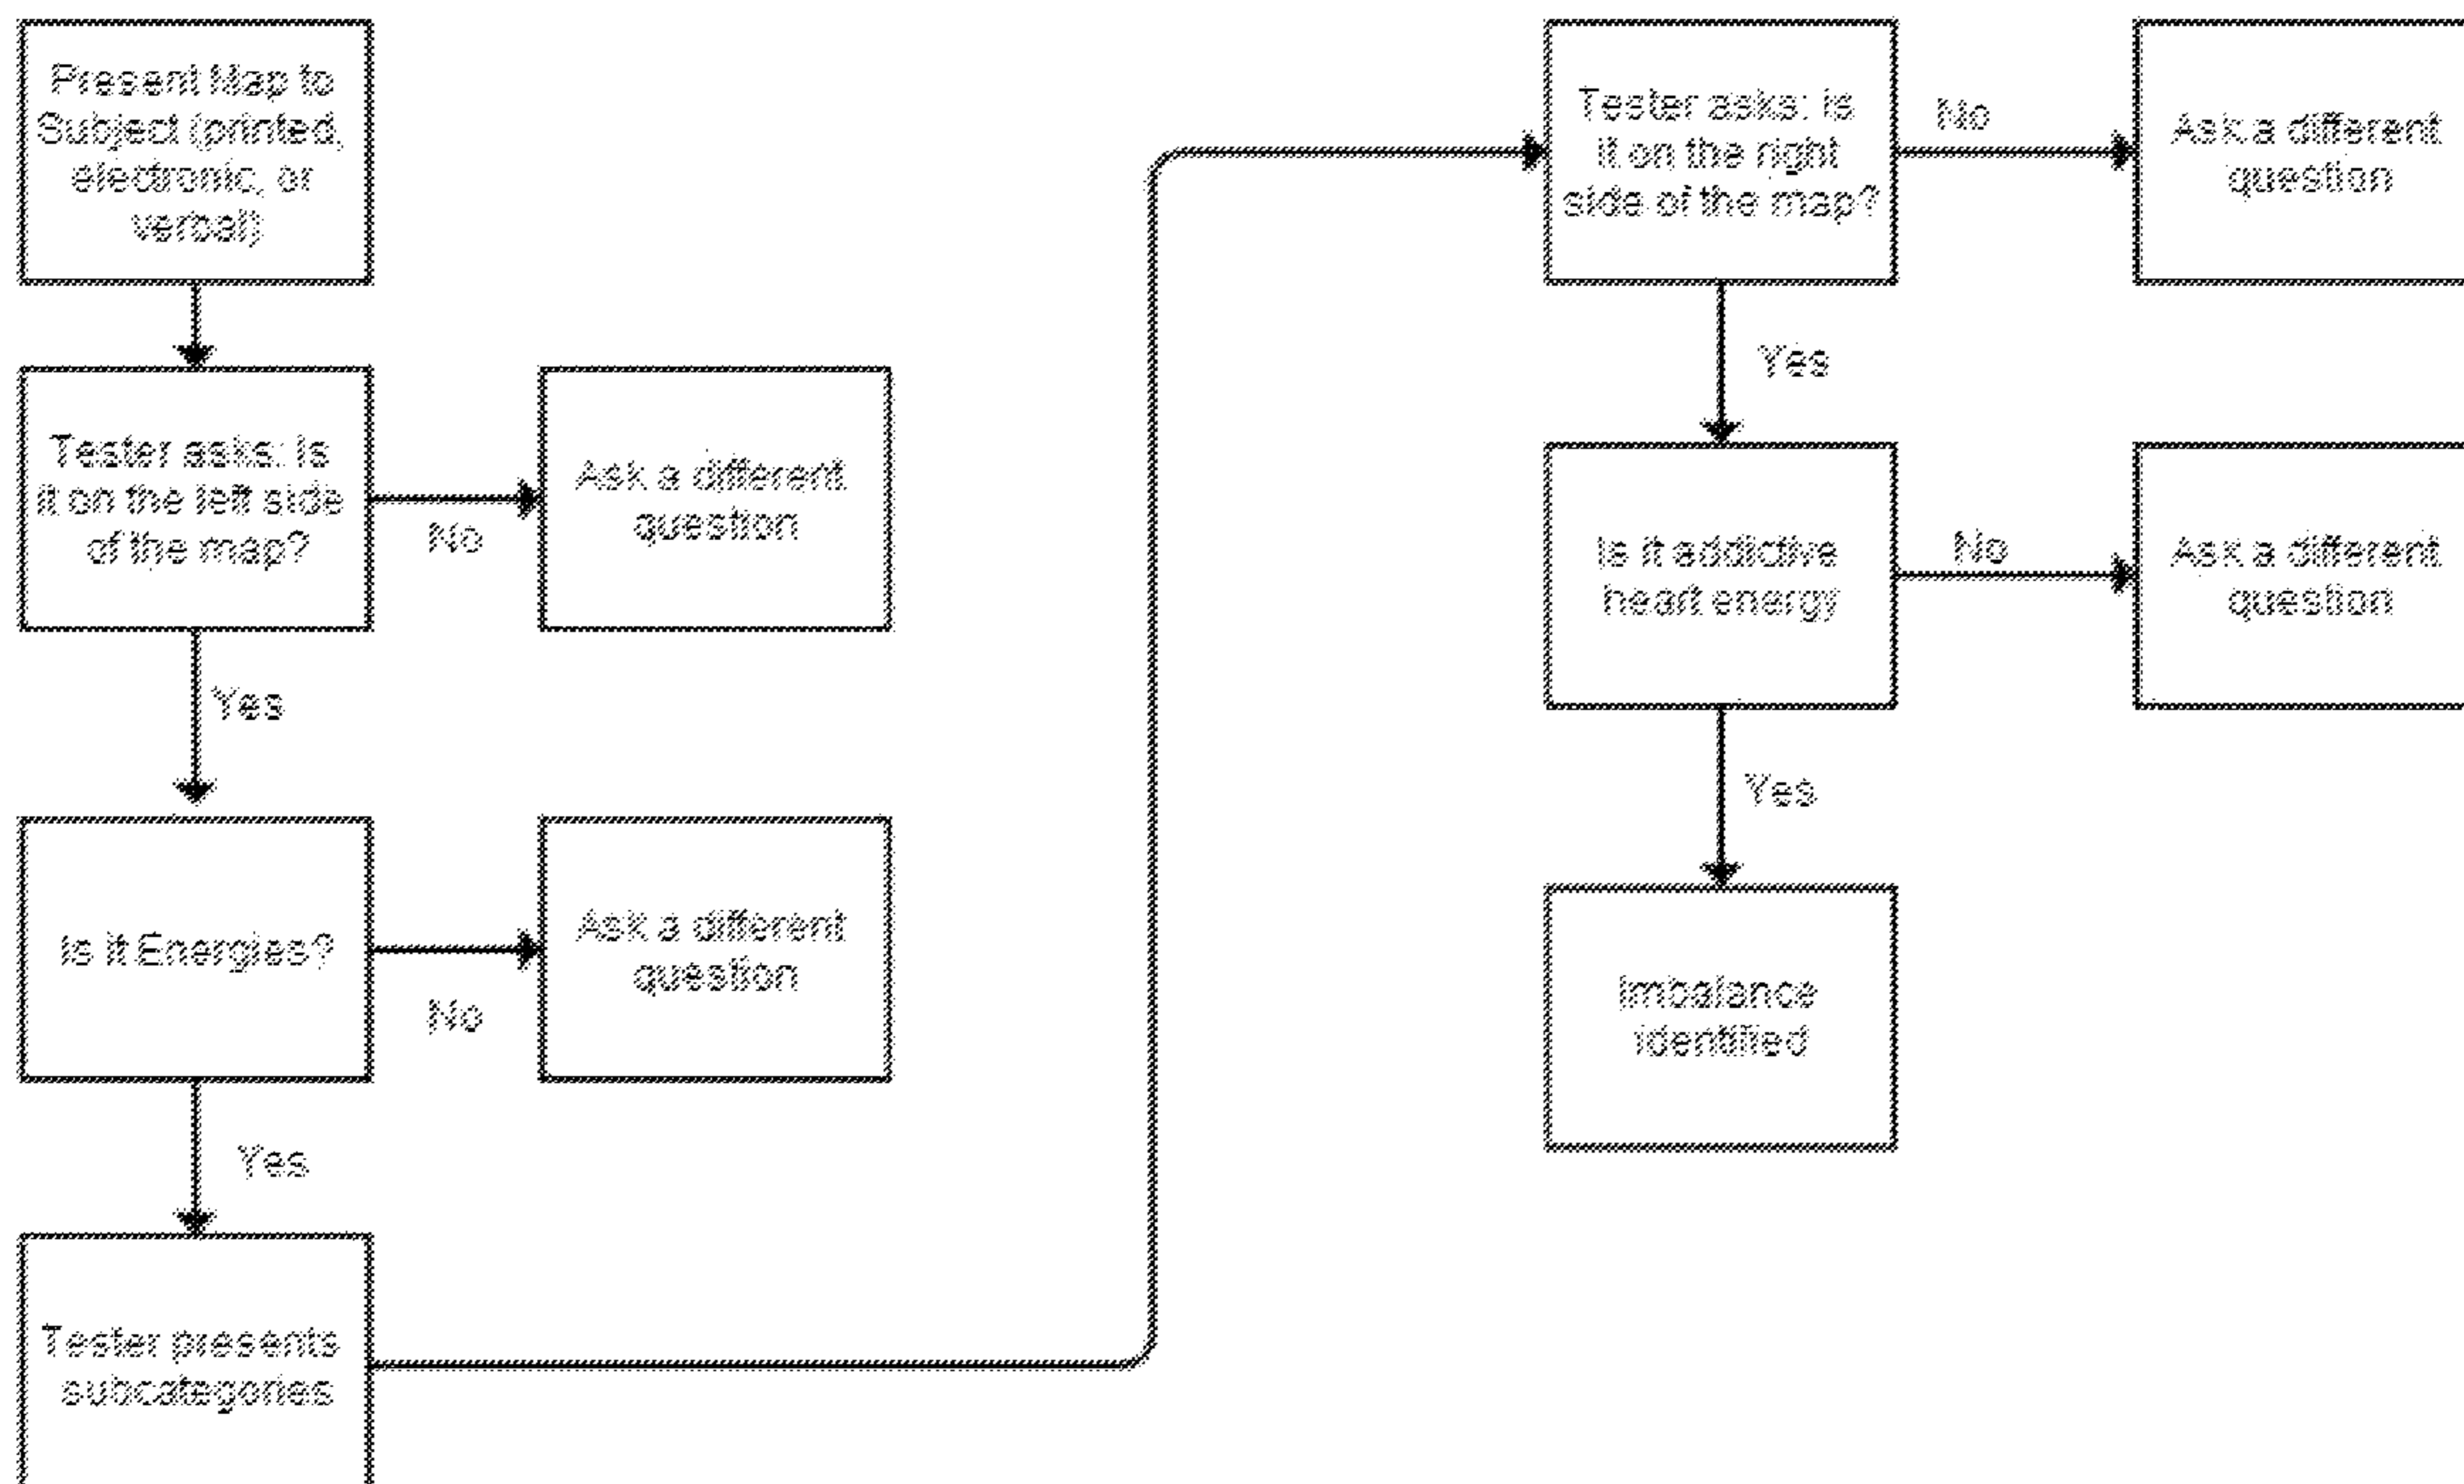 Present Map to
Subject (printed,
electronic, or
verbal)
Tester asks: is
it on the left side
of the map?
No
Ask a different
question
Yes
Is it Energies?
No
Ask a different
question
Yes
Tester presents
subcategories
Tester asks: is
it on the right
side of the map?
No
Ask a different
question
Yes
Is it addictive
heart energy
No
Ask a different
question
Yes
Imbalance
identified